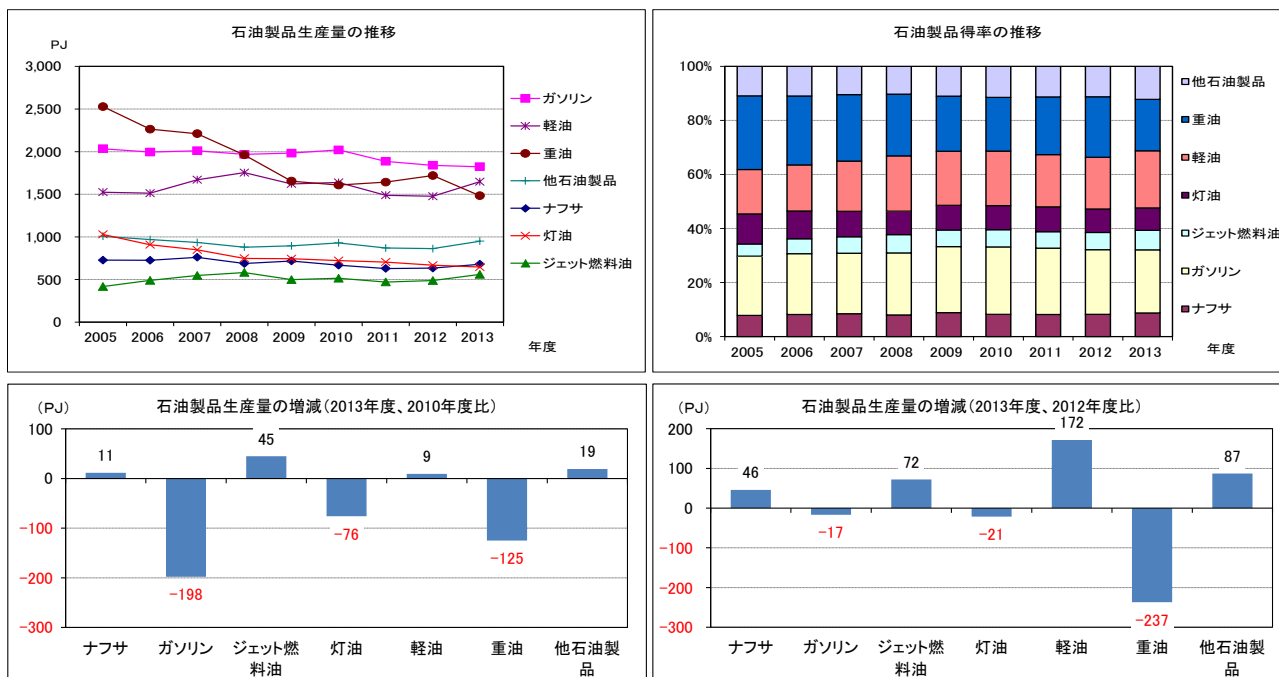 石油製品生産量の推移
PJ
3,000
2,500
2,000
1,500
1,000
500
0
2005 2006 2007 2008 2009 2010 2011 2012 2013
年度
ガソリン
軽油
重油
他石油製品
ナフサ
灯油
ジェット燃料油
石油製品得率の推移
100%
80%
60%
40%
20%
0%
2005 2006 2007 2008 2009 2010 2011 2012 2013
年度
他石油製品
重油
軽油
灯油
ジェット燃料油
ガソリン
ナフサ
(PJ)
石油製品生産量の増減(2013年度、2010年度比)
100
0
-100
-200
-300
11
-198
45
-76
9
-125
19
ナフサ ガソリン ジェット燃 灯油 軽油 重油 他石油製
料油 品
(PJ)
石油製品生産量の増減(2013年度、2012年度比)
200
100
0
-100
-200
-300
46
-17
72
-21
172
-237
87
ナフサ ガソリン ジェット燃 灯油 軽油 重油 他石油製
料油 品